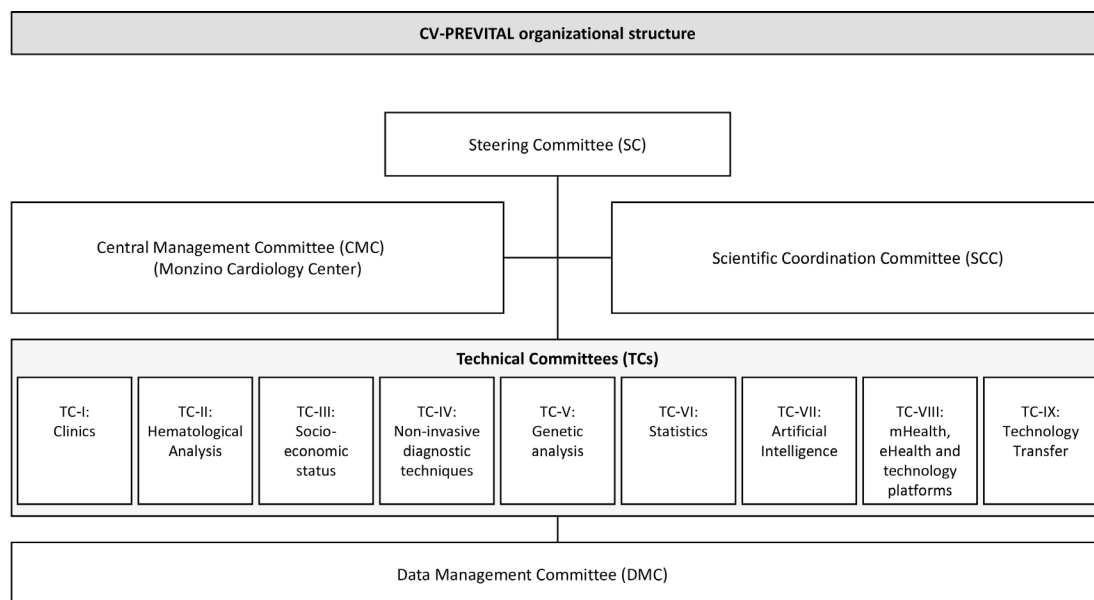 CV-PREVITAL organizational structure
Steering Committee (SC)
Central Management Committee (CMC)
(Monzino Cardiology Center)
Scientific Coordination Committee (SCC)
Technical Committees (TCs)
TC-I:
Clinics
TC-II:
Hematological
Analysis
TC-III:
Socio-
economic
status
TC-IV:
Non-invasive
diagnostic
techniques
TC-V:
Genetic
analysis
TC-VI:
Statistics
TC-VII:
Artificial
Intelligence
TC-VIII:
mHealth,
eHealth and
technology
platforms
TC-IX:
Technology
Transfer
Data Management Committee (DMC)